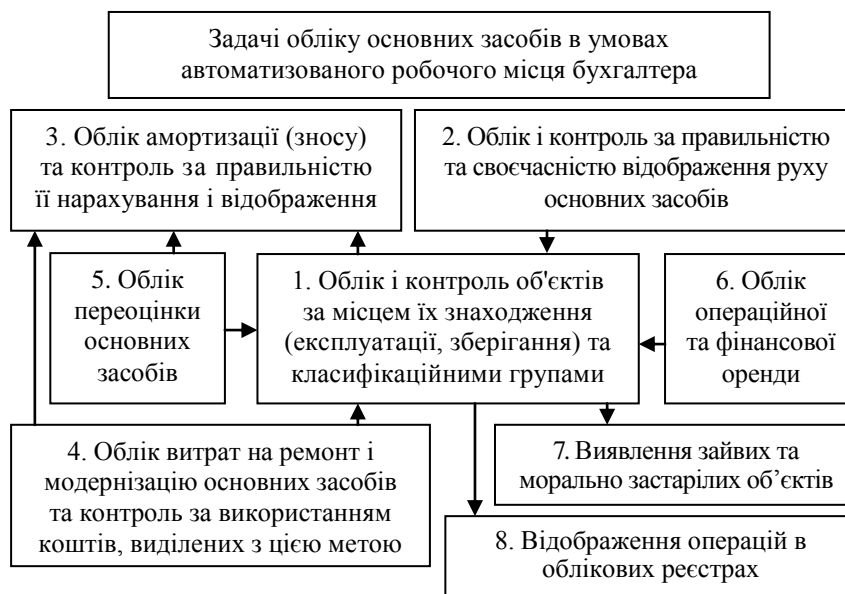 Задачі обліку основних засобів в умовах
автоматизованого робочого місця бухгалтера
3. Облік амортизації (зносу)
та контроль за правильністю
її нарахування і відображення
2. Облік і контроль за правильністю
та своєчасністю відображення руху
основних засобів
5. Облік
переоцінки
основних
засобів
1. Облік і контроль об'єктів
за місцем їх знаходження
(експлуатації, зберігання) та
класифікаційними групами
6. Облік
операційної
та фінансової
оренди
4. Облік витрат на ремонт і
модернізацію основних засобів
та контроль за використанням
коштів, виділених з цією метою
7. Виявлення зайвих та
морально застарілих об’єктів
8. Відображення операцій в
облікових реєстрах